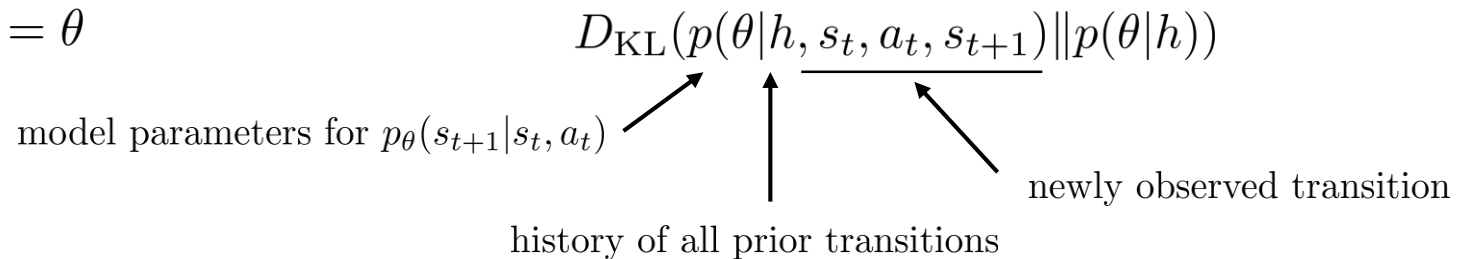 = θ
D_KL(p(θ|h, s_t, a_t, s_{t+1})‖p(θ|h))
model parameters for p_θ(s_{t+1}|s_t, a_t)
newly observed transition
history of all prior transitions